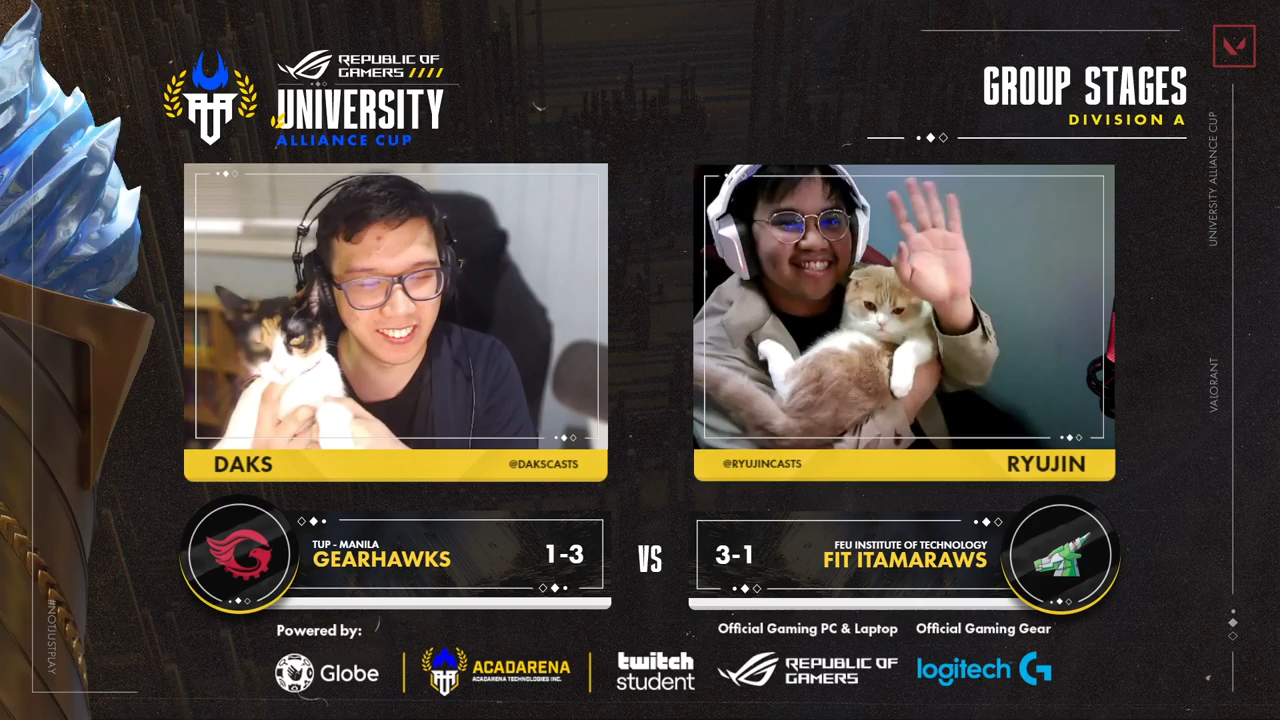 REPUBLIC OF
GAMERS
UNIVERSITY
ALLIANCE CUP
GROUP STAGES
DIVISION A
UNIVERSITY ALLIANCE CUP
VALORANT
DAKS
@DAKSCASTS
@RYUJINCASTS
RYUJIN
TUP - MANILA
GEARHAWKS
1-3
VS
3-1
FEU INSTITUTE OF TECHNOLOGY
FIT ITAMARAWS
#NOTJUSTPLAY
Powered by:
Globe
ACADARENA
ACADARENA TECHNOLOGIES INC.
twitch
student
Official Gaming PC & Laptop
REPUBLIC OF
GAMERS
Official Gaming Gear
logitech G